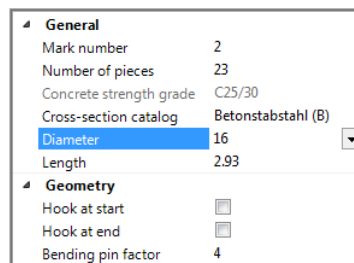 General
Mark number 2
Number of pieces 23
Concrete strength grade C25/30
Cross-section catalog Betonstabstahl (B)
Diameter 16
Length 2.93
Geometry
Hook at start
Hook at end
Bending pin factor 4